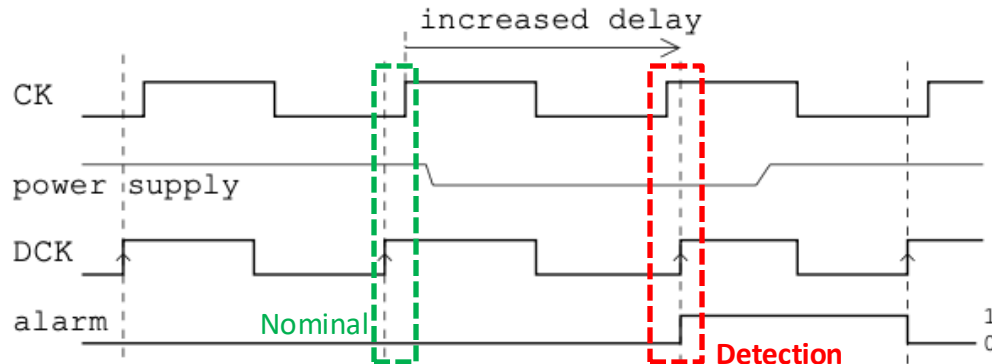 increased delay
CK
power supply
DCK
alarm
Nominal
1
0
Detection